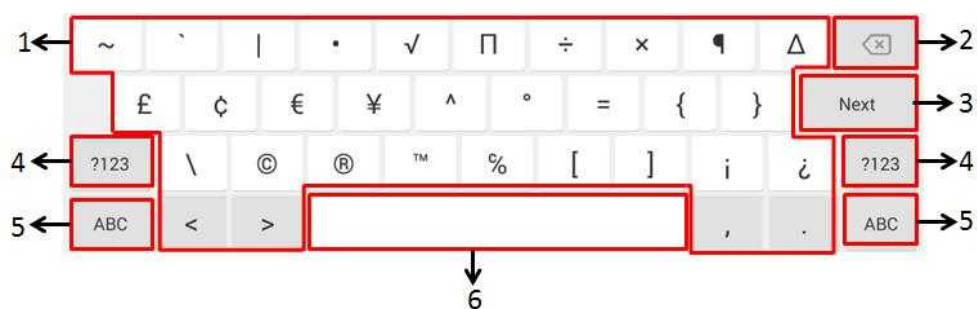 1 ~ ` | • √ Π ÷ × ¶ Δ 2
£ ¢ € ¥ ^ ° = { } Next 3
4 ?123 \ © ® ™ ℅ [ ] ¡ ¿ ?123 4
5 ABC < > , . ABC 5
6